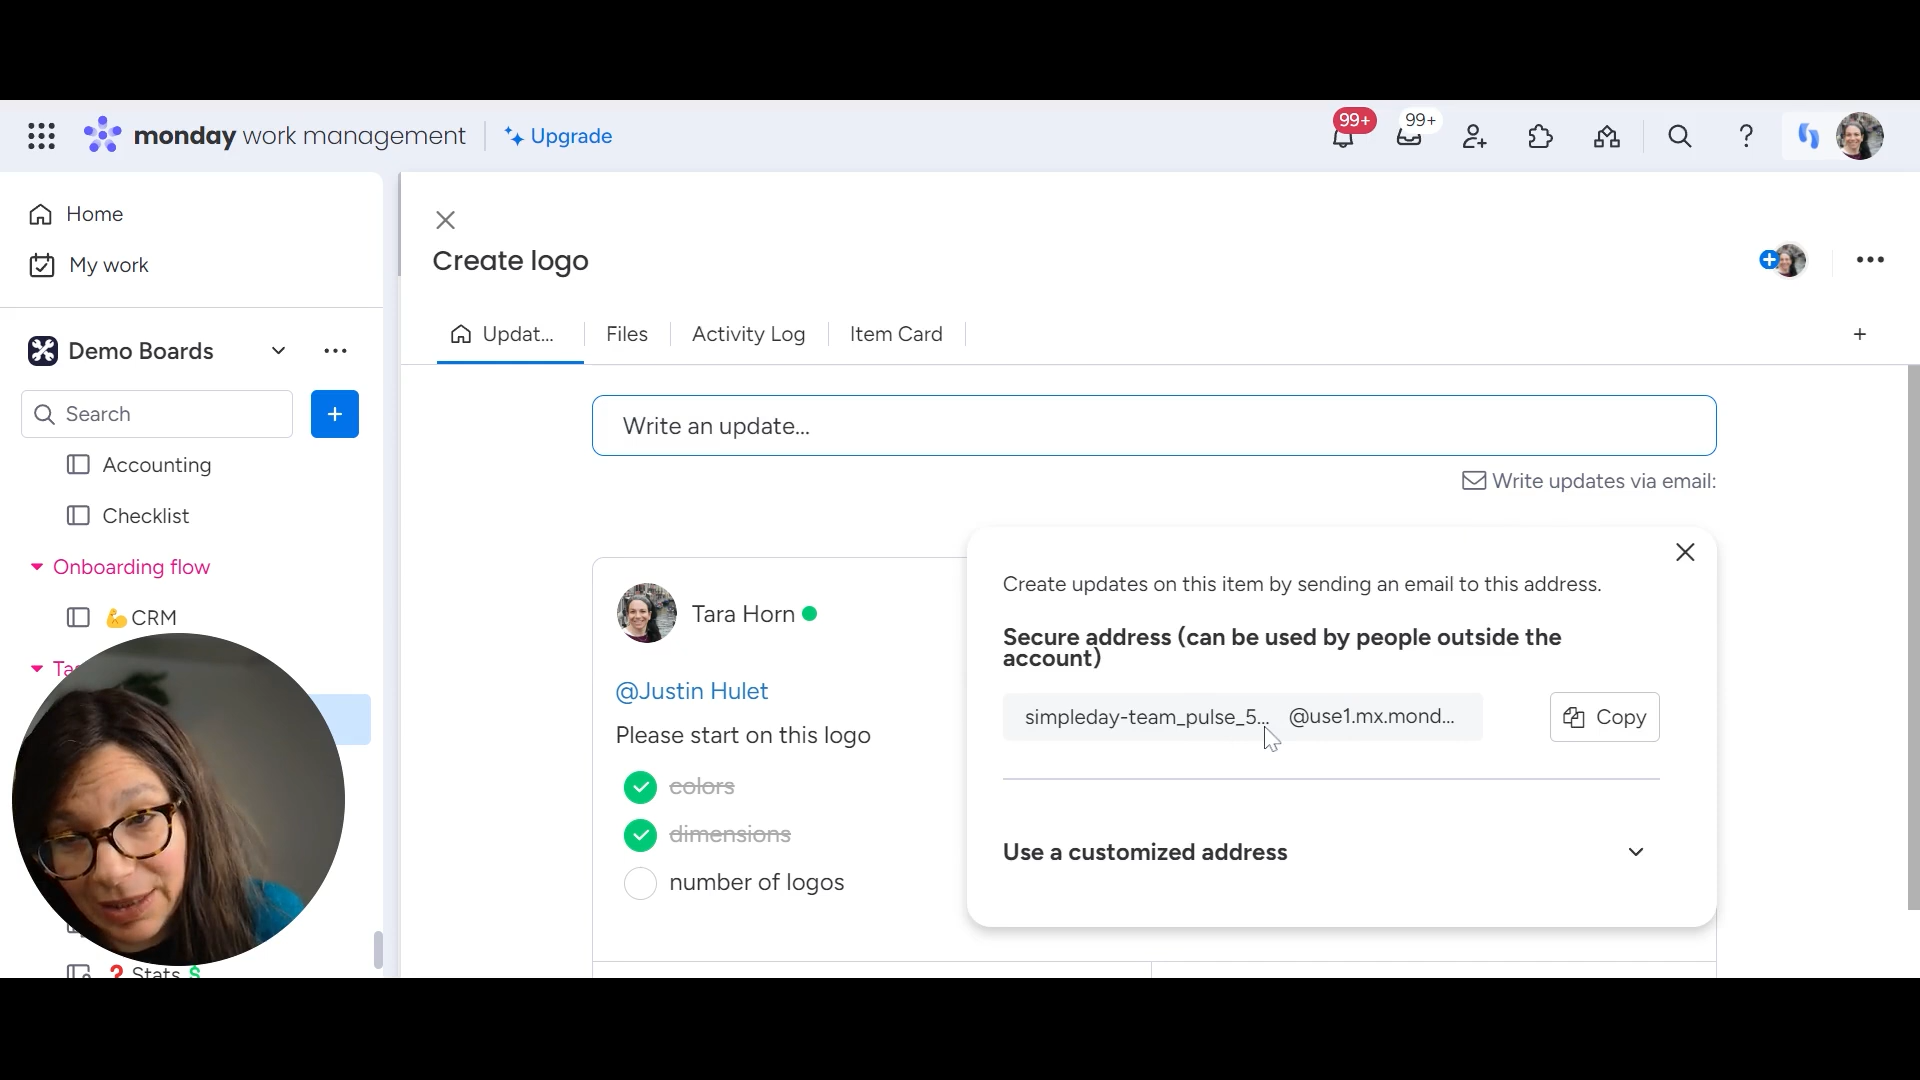 monday work management
Upgrade
99+
99+
Home
My work
Demo Boards
Search
Accounting
Checklist
Onboarding flow
CRM
Stats
Create logo
Updat...
Files
Activity Log
Item Card
Write an update...
Write updates via email:
Tara Horn
@Justin Hulet
Please start on this logo
colors
dimensions
number of logos
Create updates on this item by sending an email to this address.
Secure address (can be used by people outside the
account)
simpleday-team_pulse_5... @use1.mx.mond...
Copy
Use a customized address